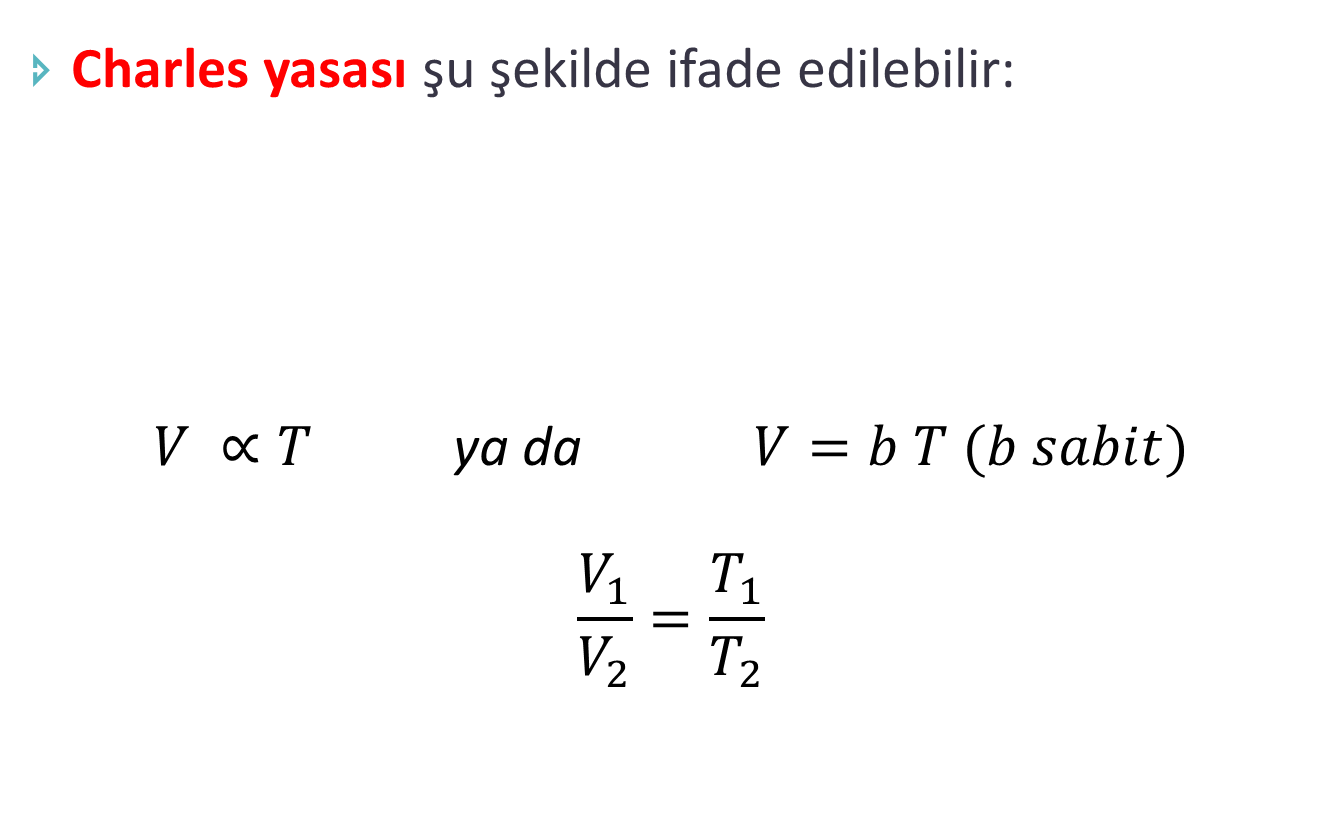 Charles yasası şu şekilde ifade edilebilir:
V ∝ T ya da V = b T (b sabit)
V₁/V₂ = T₁/T₂